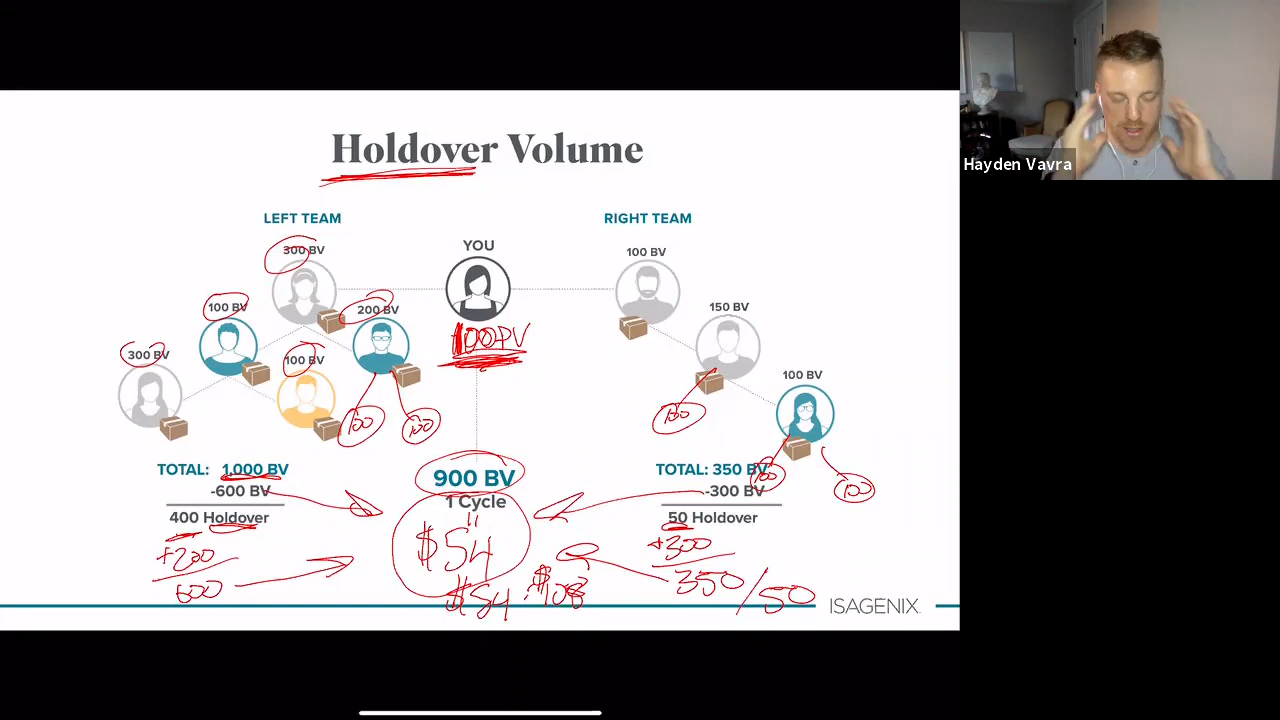 Holdover Volume
LEFT TEAM
RIGHT TEAM
300 BV
YOU
100 BV
100 BV
200 BV
150 BV
100PV
300 BV
100 BV
100 BV
100
100
100
TOTAL: 1,000 BV
900 BV
TOTAL: 350 BV
100
-600 BV
1 Cycle
-300 BV
100
400 Holdover
50 Holdover
+200
$54
+300
600
$54
$108
350/50
ISAGENIX
Hayden Vavra